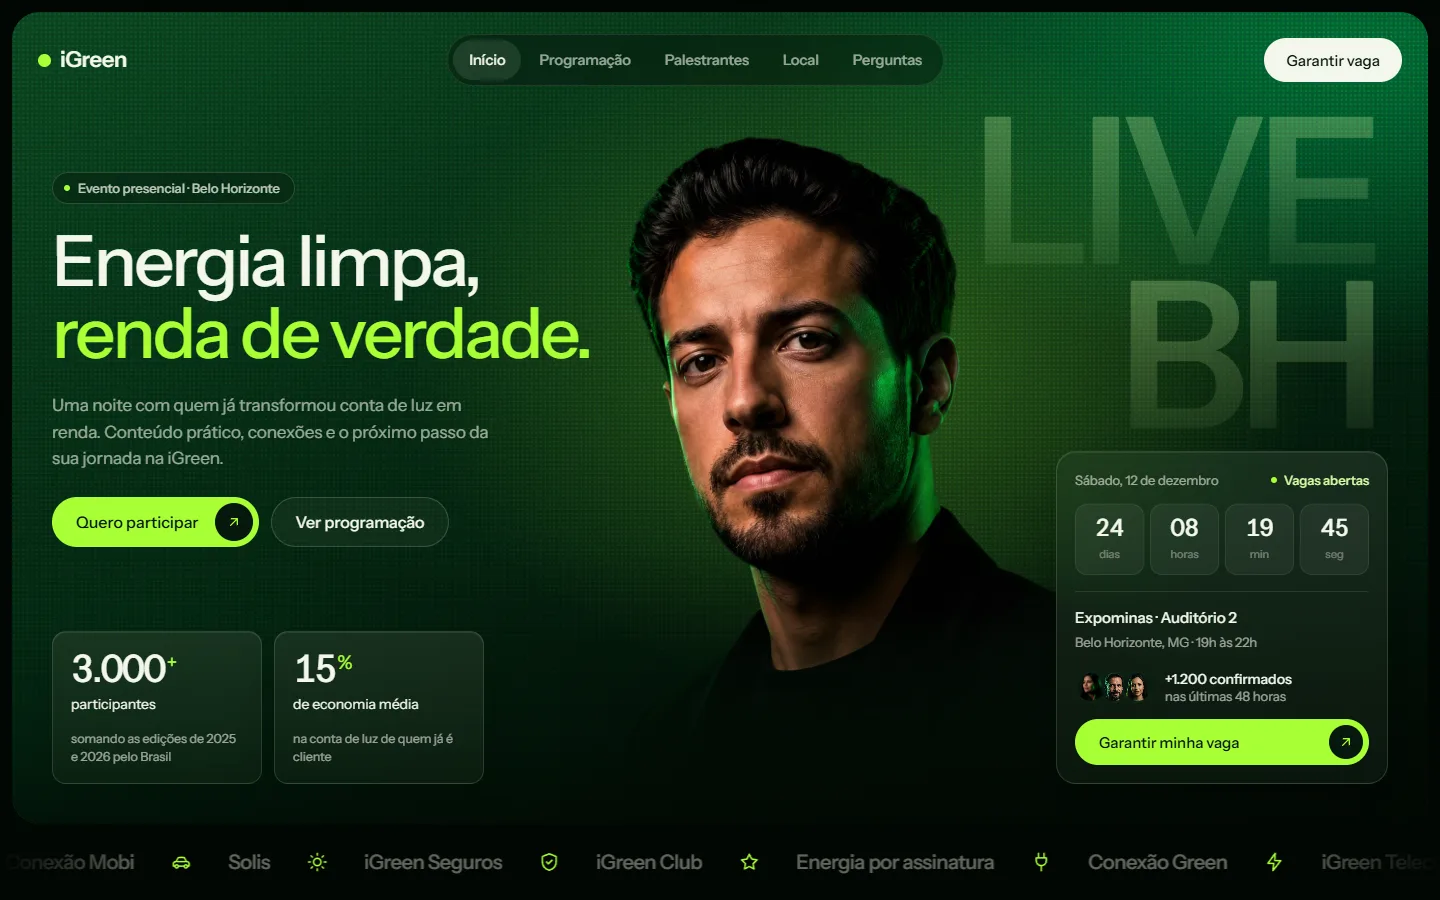 iGreen
Início
Programação
Palestrantes
Local
Perguntas
Garantir vaga
LIVE
BH
Evento presencial · Belo Horizonte
Energia limpa,
renda de verdade.
Uma noite com quem já transformou conta de luz em
renda. Conteúdo prático, conexões e o próximo passo da
sua jornada na iGreen.
Quero participar
Ver programação
3.000+
participantes
somando as edições de 2025
e 2026 pelo Brasil
15%
de economia média
na conta de luz de quem já é
cliente
Sábado, 12 de dezembro
Vagas abertas
24
dias
08
horas
19
min
45
seg
Expominas · Auditório 2
Belo Horizonte, MG · 19h às 22h
+1.200 confirmados
nas últimas 48 horas
Garantir minha vaga
Conexão Mobi
Solis
iGreen Seguros
iGreen Club
Energia por assinatura
Conexão Green
iGreen